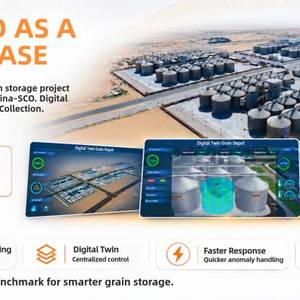 O AS A
ASE
n storage project
ina–SCO. Digital
Collection.
Digital Twin Grain Depot
Digital Twin Grain Depot
ing
Digital Twin
Centralized control
Faster Response
Quicker anomaly handling
nchmark for smarter grain storage.